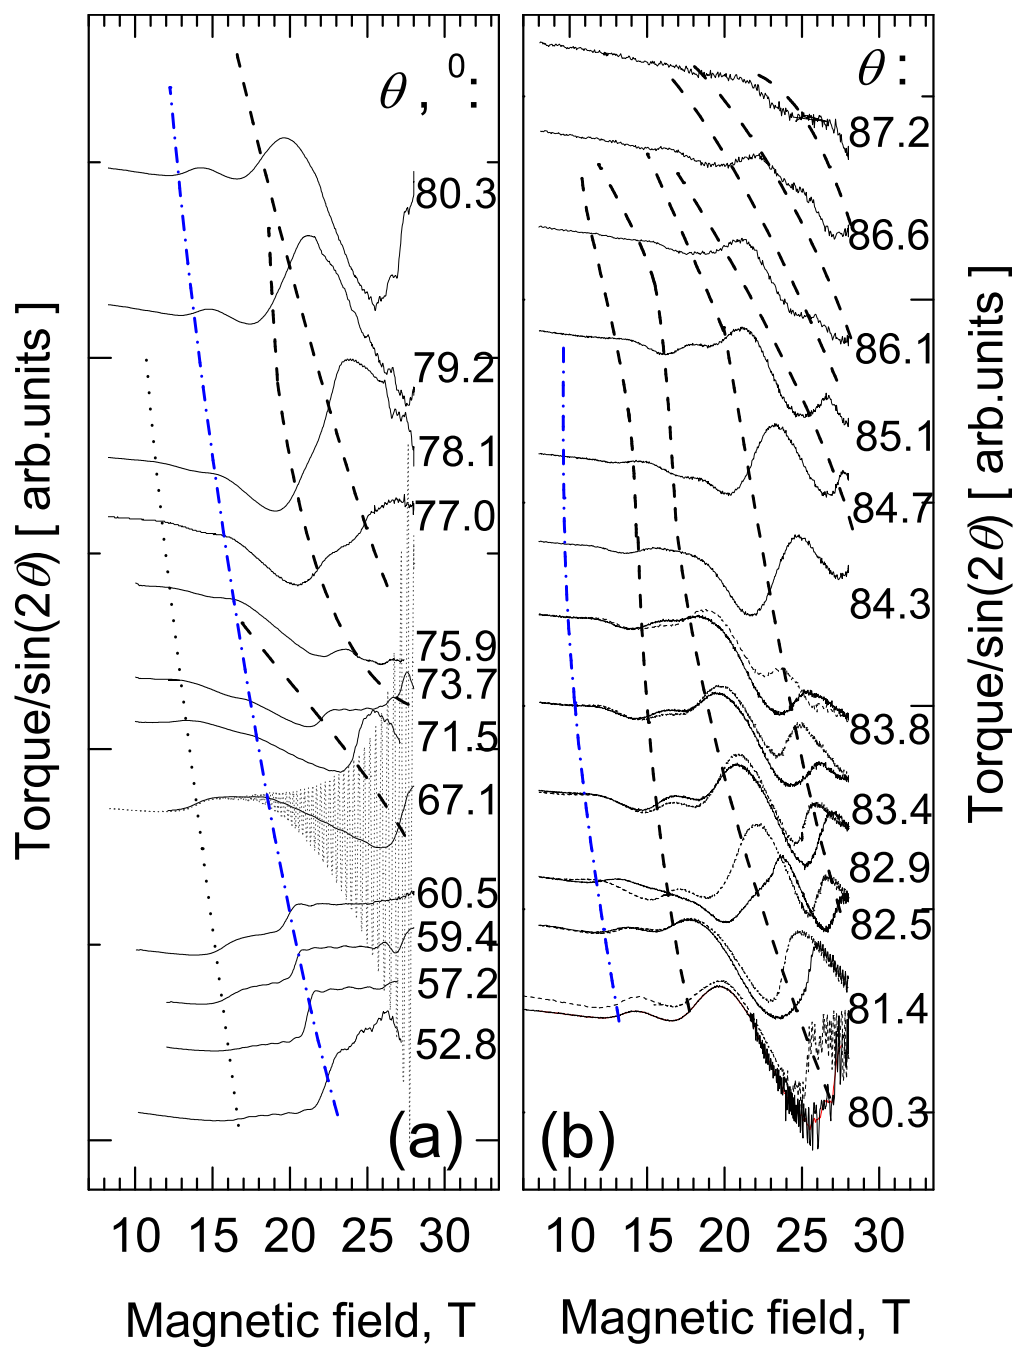 θ, ⁰:
80.3
79.2
78.1
77.0
75.9
73.7
71.5
67.1
60.5
59.4
57.2
52.8
(a)
Torque/sin(2θ) [ arb.units ]
10 15 20 25 30
Magnetic field, T
θ:
87.2
86.6
86.1
85.1
84.7
84.3
83.8
83.4
82.9
82.5
81.4
80.3
(b)
Torque/sin(2θ) [ arb.units ]
10 15 20 25 30
Magnetic field, T